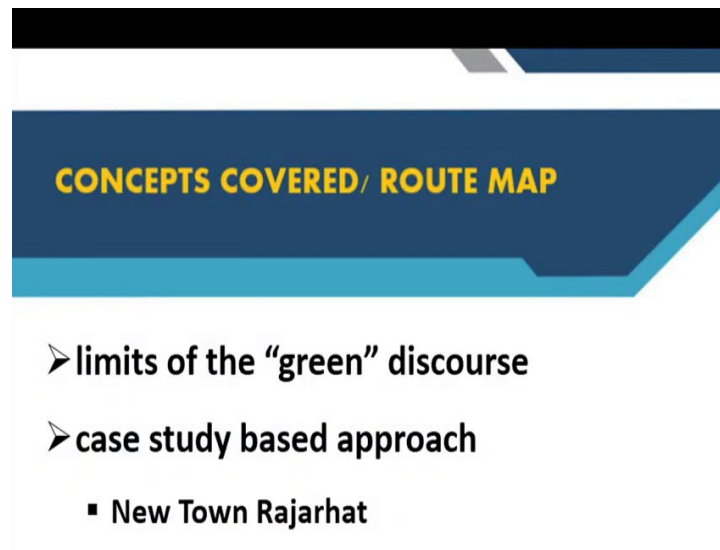 CONCEPTS COVERED/ ROUTE MAP
➢limits of the “green” discourse
➢case study based approach
▪ New Town Rajarhat